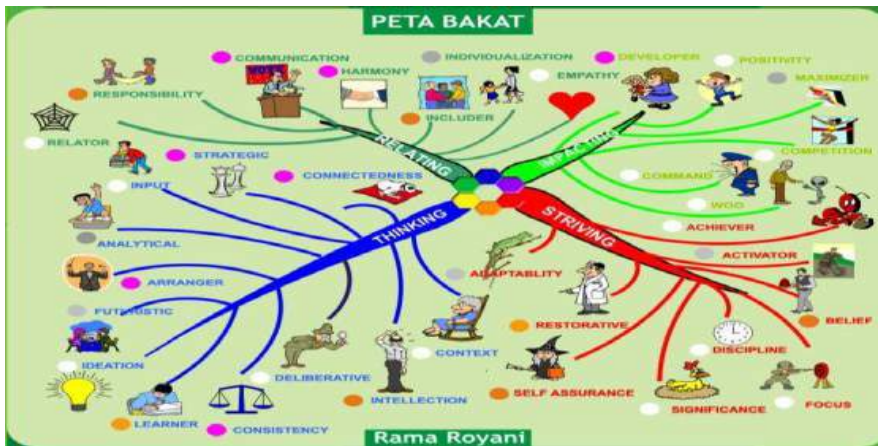 PETA BAKAT
COMMUNICATION
INDIVIDUALIZATION
DEVELOPER
POSITIVITY
VOTE
HARMONY
EMPATHY
MAXIMIZER
RESPONSIBILITY
INCLUDER
RELATOR
RELATING
IMPACTING
COMPETITION
STRATEGIC
CONNECTEDNESS
COMMAND
INPUT
WOO
THINKING
STRIVING
ACHIEVER
ANALYTICAL
ACTIVATOR
ARRANGER
ADAPTABLITY
FUTURISTIC
RESTORATIVE
BELIEF
IDEATION
CONTEXT
DISCIPLINE
DELIBERATIVE
INTELLECTION
SELF ASSURANCE
SIGNIFICANCE
FOCUS
LEARNER
CONSISTENCY
Rama Royani